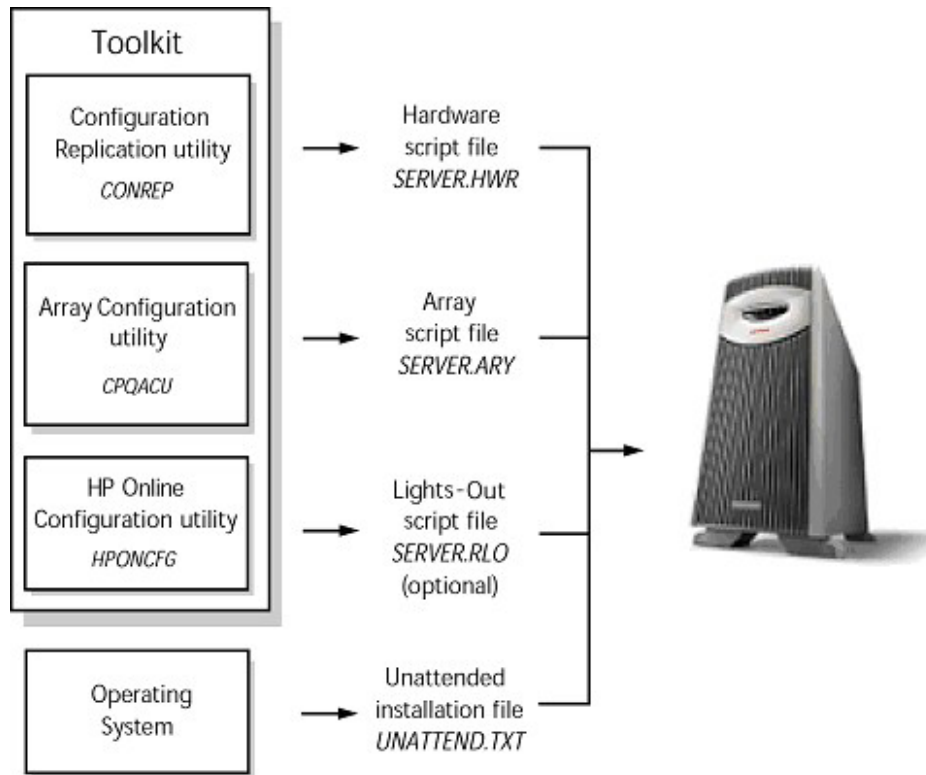 Toolkit
Configuration
Replication utility
CONREP
Hardware
script file
SERVER.HWR
Array Configuration
utility
CPQACU
Array
script file
SERVER.ARY
HP Online
Configuration utility
HPONCFG
Lights-Out
script file
SERVER.RLO
(optional)
Operating
System
Unattended
installation file
UNATTEND.TXT